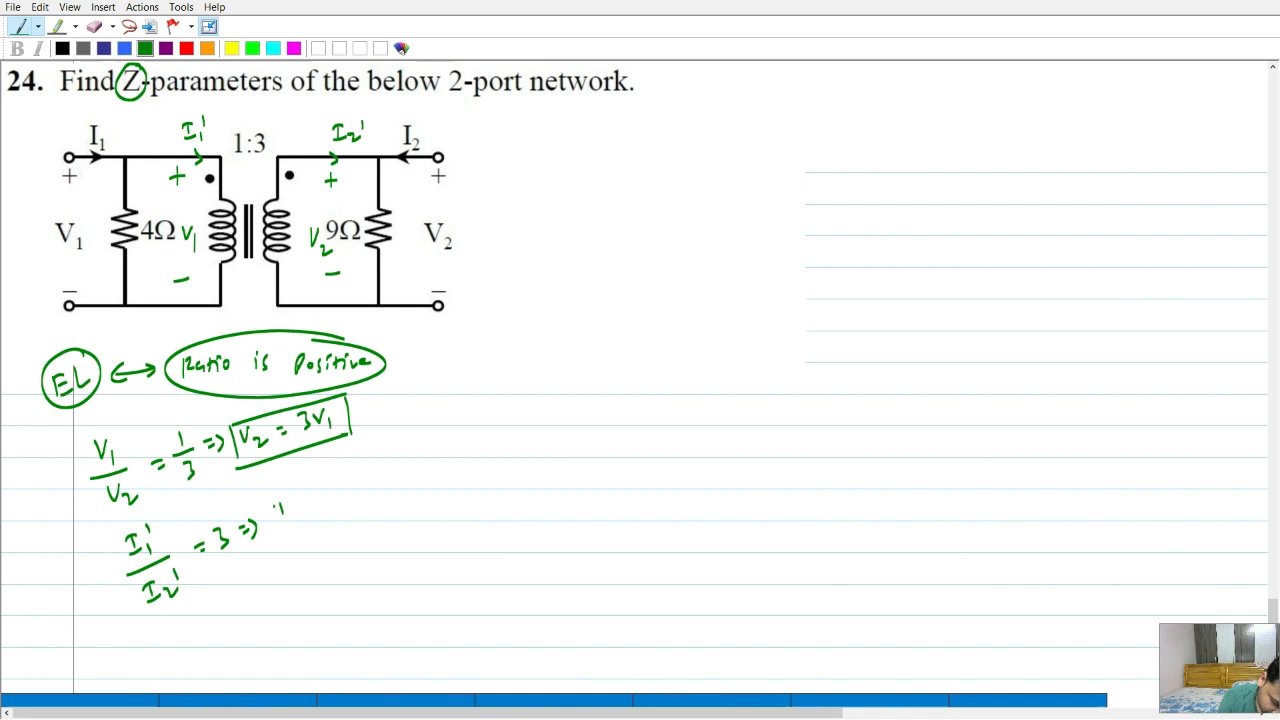 File Edit View Insert Actions Tools Help
B I
24. Find Z-parameters of the below 2-port network.
I1 I1' 1:3 I2' I2
+ + + +
V1 4Ω V1 V2 9Ω V2
− − − −
EL ↔ Ratio is Positive
V1/V2 = 1/3 => V2 = 3V1
I1'/I2' = 3 =>